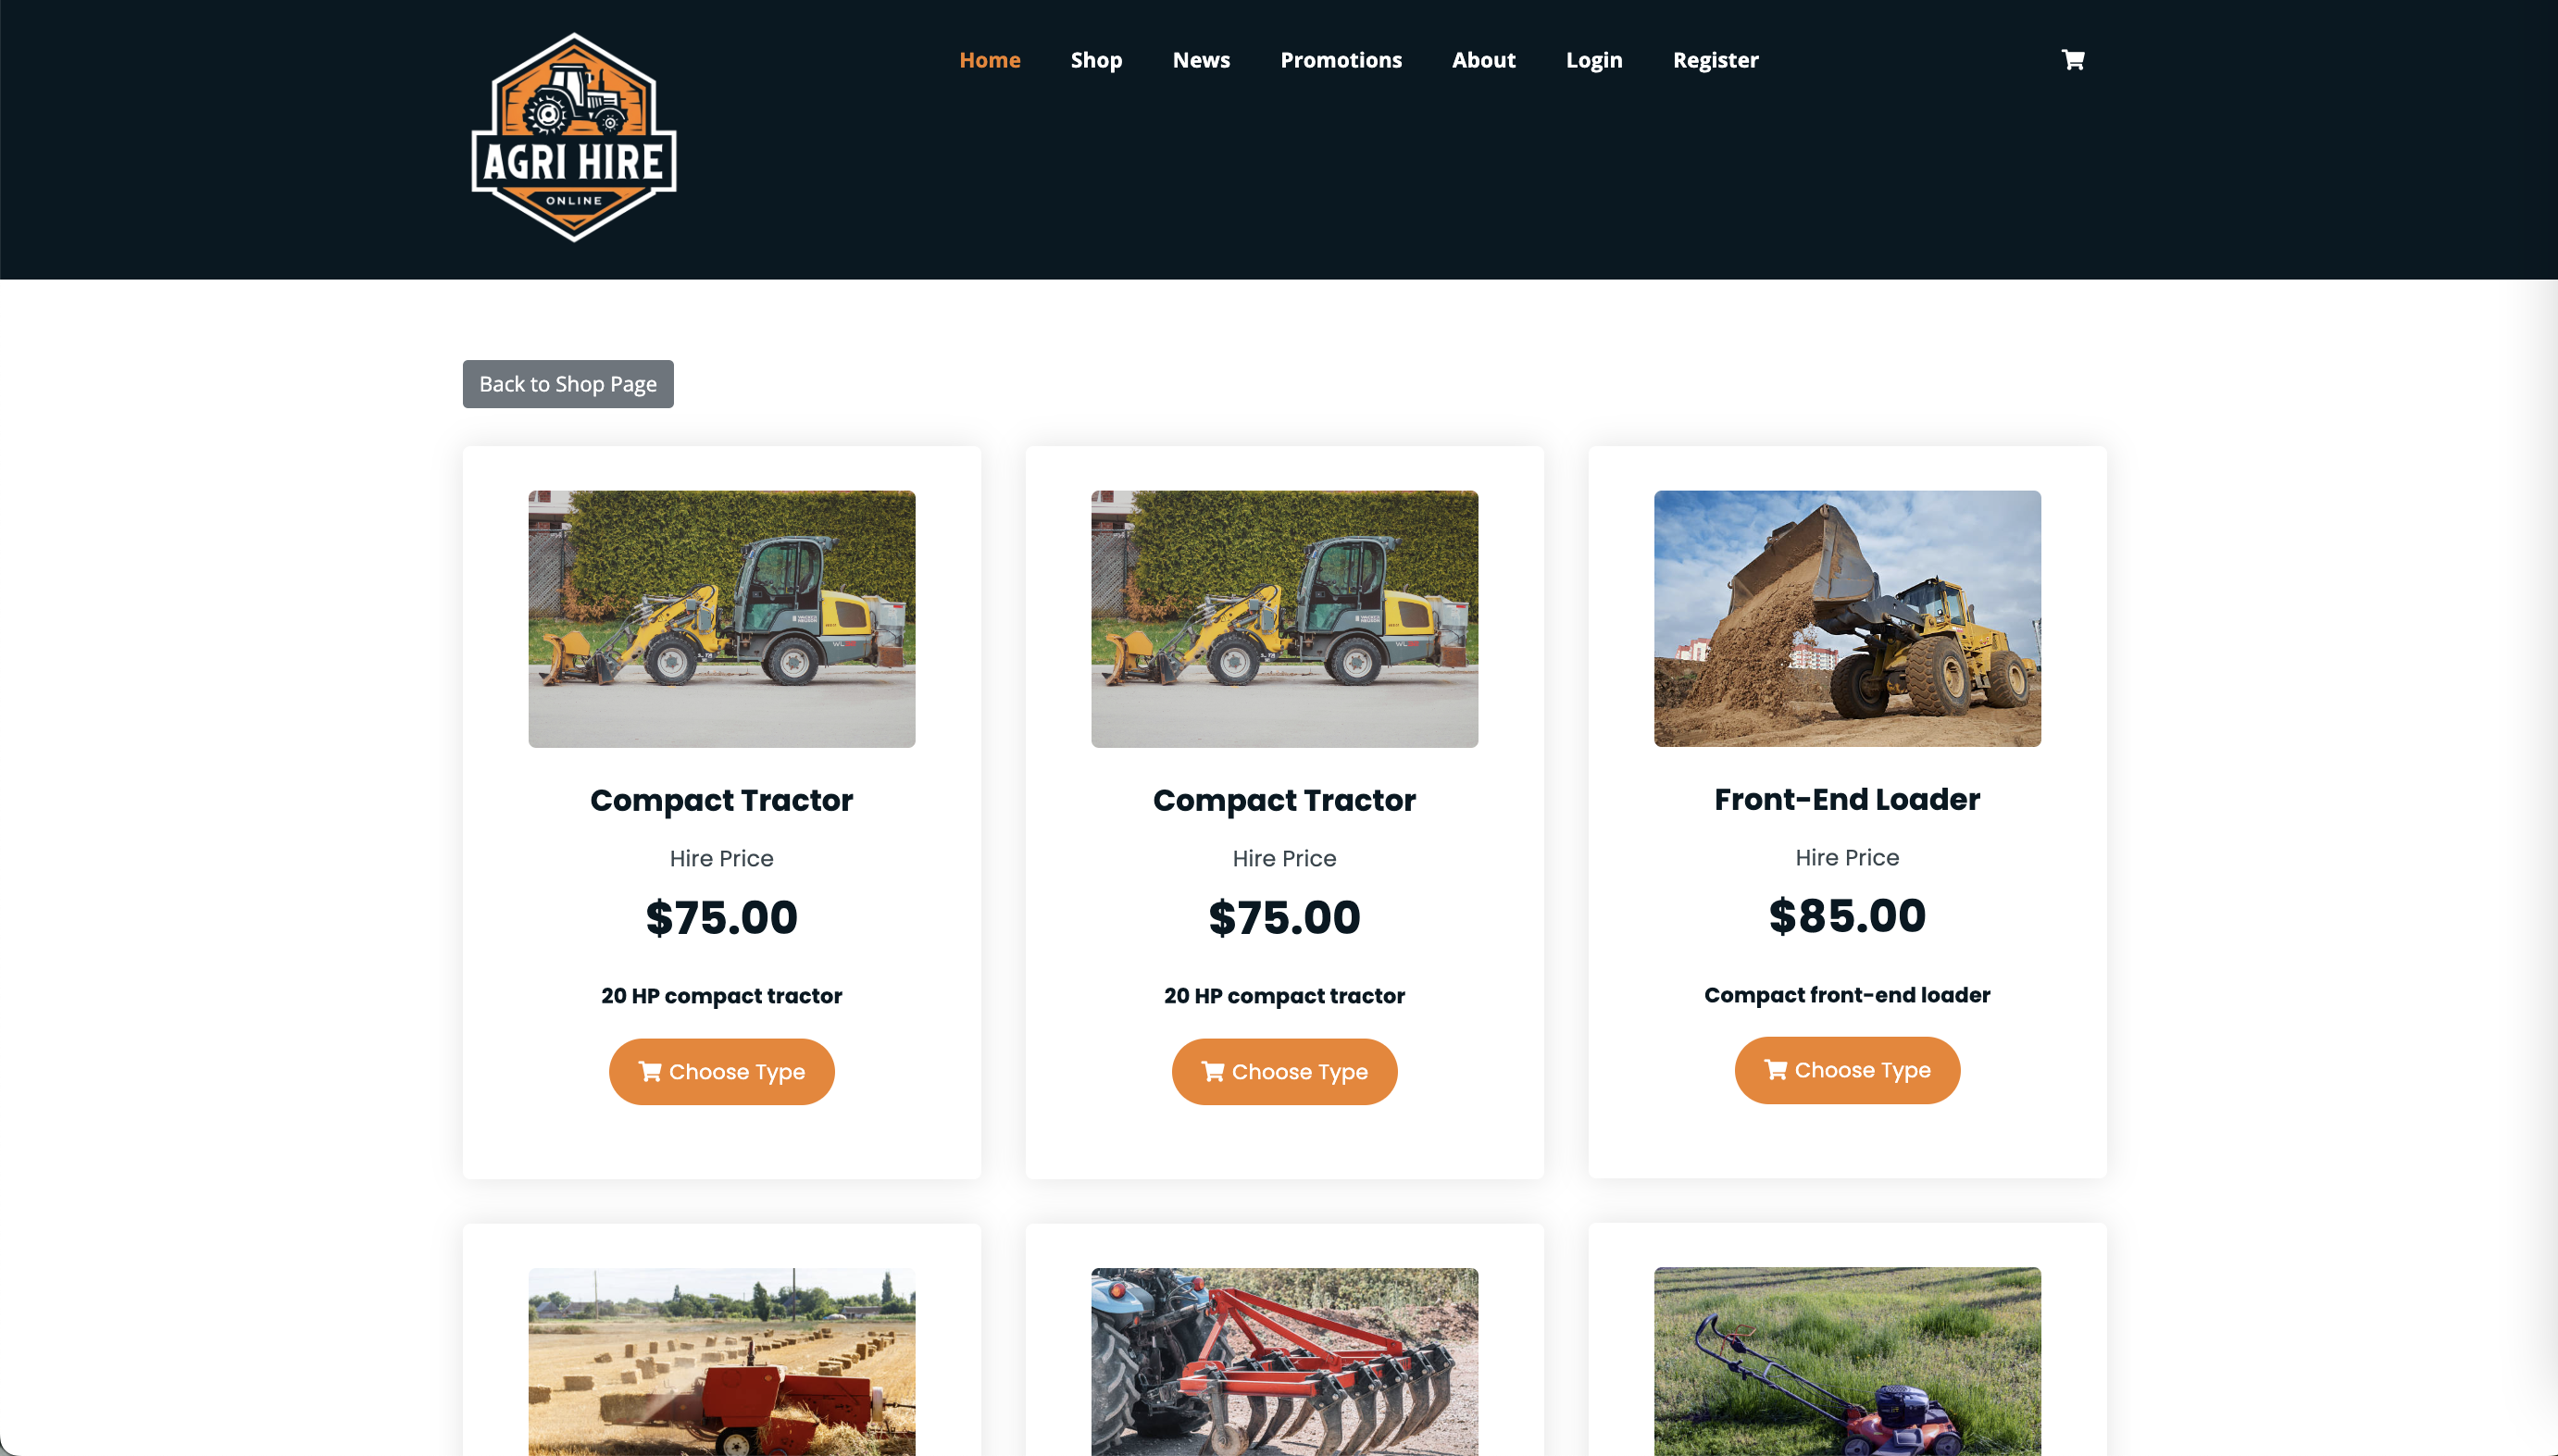 Home Shop News Promotions About Login Register
AGRI HIRE
ONLINE
Back to Shop Page
Compact Tractor
Hire Price
$75.00
20 HP compact tractor
Choose Type
Compact Tractor
Hire Price
$75.00
20 HP compact tractor
Choose Type
Front-End Loader
Hire Price
$85.00
Compact front-end loader
Choose Type